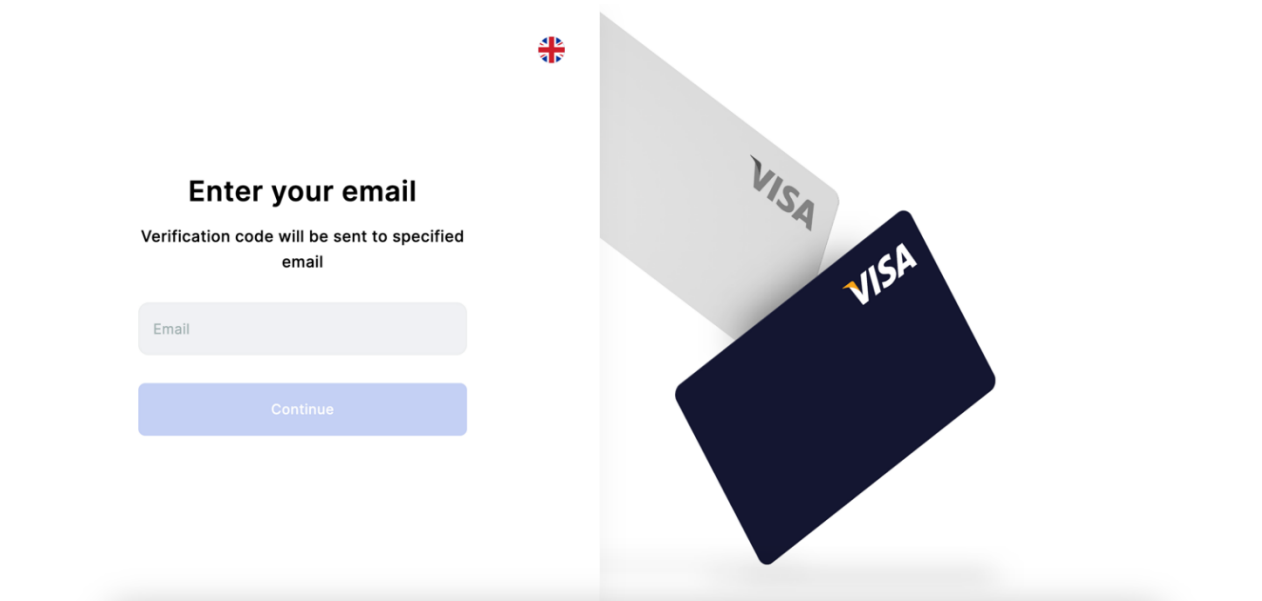 Enter your email
Verification code will be sent to specified
email
Email
Continue
VISA
VISA